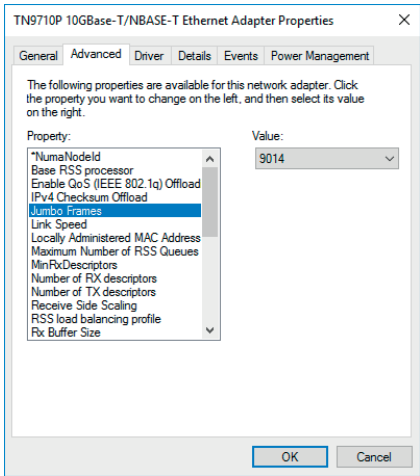 TN9710P 10GBase-T/NBASE-T Ethernet Adapter Properties
General Advanced Driver Details Events Power Management
The following properties are available for this network adapter. Click
the property you want to change on the left, and then select its value
on the right.
Property:
Value:
*NumaNodeId
9014
Base RSS processor
Enable QoS (IEEE 802.1q) Offload
IPv4 Checksum Offload
Jumbo Frames
Link Speed
Locally Administered MAC Address
Maximum Number of RSS Queues
MinRxDescriptors
Number of RX descriptors
Number of TX descriptors
Receive Side Scaling
RSS load balancing profile
Rx Buffer Size
OK Cancel